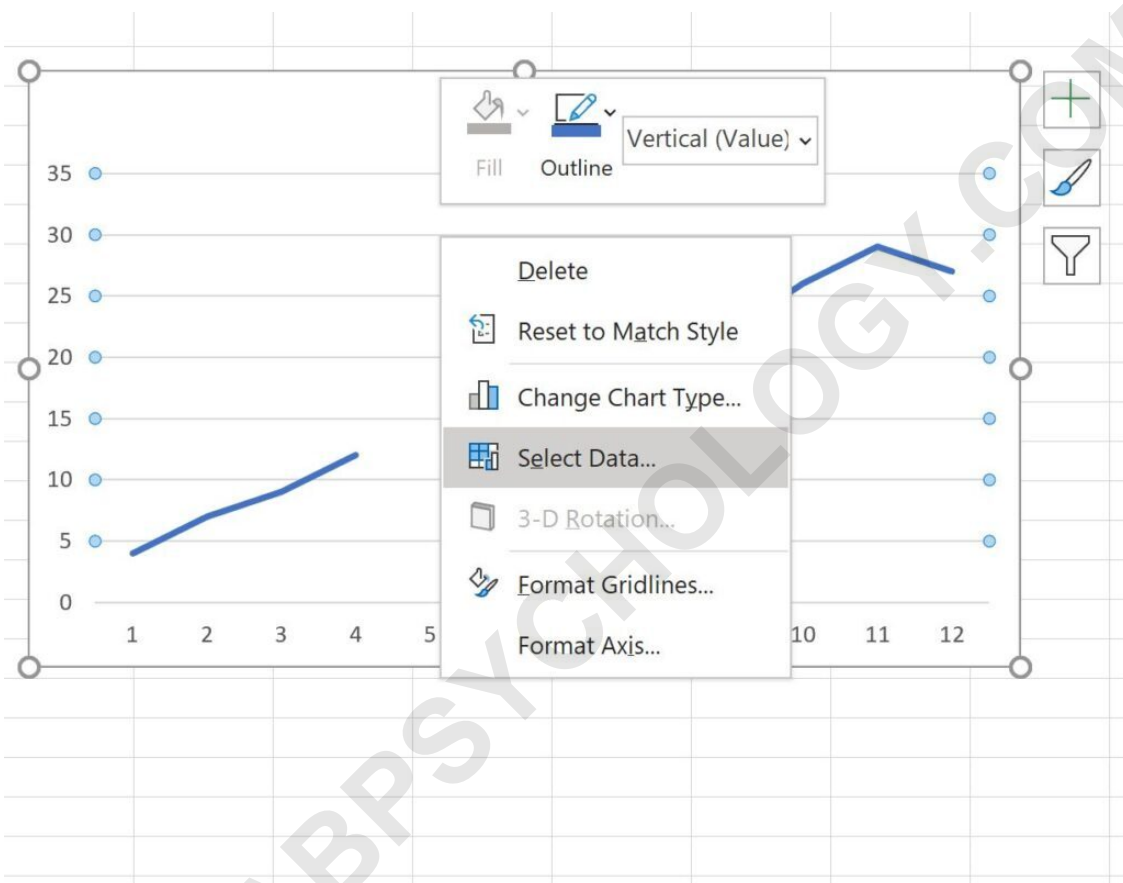 Fill
Outline
Vertical (Value)
35
30
25
20
15
10
5
0
1 2 3 4 5 10 11 12
Delete
Reset to Match Style
Change Chart Type...
Select Data...
3-D Rotation...
Format Gridlines...
Format Axis...
BPSYCHOLOGY.COM